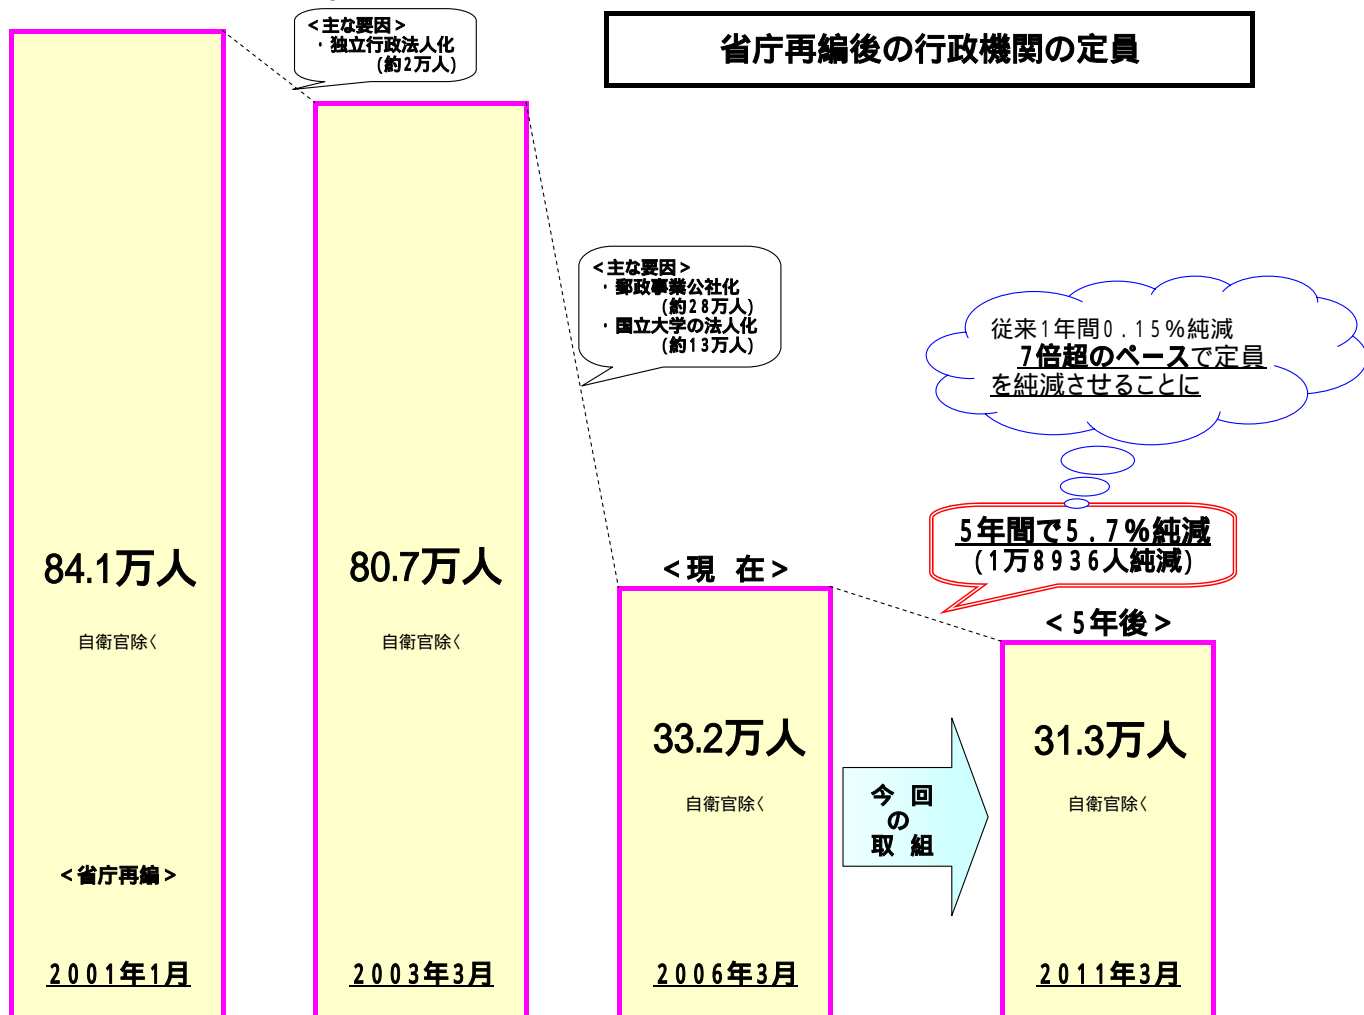 省庁再編後の行政機関の定員
＜主な要因＞
・独立行政法人化
(約2万人)
＜主な要因＞
・郵政事業公社化
(約28万人)
・国立大学の法人化
(約13万人)
従来1年間0.15%純減
7倍超のペースで定員
を純減させることに
5年間で5.7%純減
(1万8936人純減)
84.1万人
自衛官除く
＜省庁再編＞
2001年1月
80.7万人
自衛官除く
2003年3月
＜現 在＞
33.2万人
自衛官除く
2006年3月
今 回
の
取 組
＜5年後＞
31.3万人
自衛官除く
2011年3月